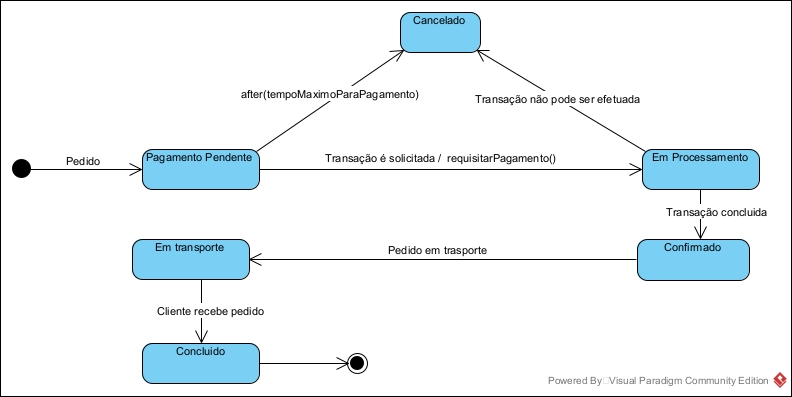 Cancelado
after(tempoMaximoParaPagamento)
Transação não pode ser efetuada
Pedido
Pagamento Pendente
Transação é solicitada / requisitarPagamento()
Em Processamento
Transação concluida
Em transporte
Pedido em trasporte
Confirmado
Cliente recebe pedido
Concluido
Powered By Visual Paradigm Community Edition